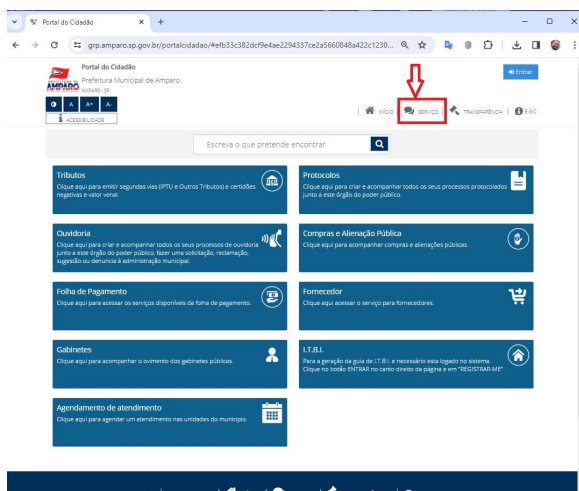 Portal do Cidadão
grp.amparo.sp.gov.br/portalcidadao/#efb33c382dcf9e4ae2294337ce2a5660848a422c1230...
Portal do Cidadão
Prefeitura Municipal de Amparo
AMPARO - SP
AMPARO
Entrar
A A+ A-
ACESSIBILIDADE
INÍCIO | SERVIÇO | TRANSPARÊNCIA | E-SIC
Escreva o que pretende encontrar
Tributos
Clique aqui para emitir segundas vias (IPTU e Outros Tributos) e certidões
negativas e valor venal.
Protocolos
Clique aqui para criar e acompanhar todos os seus processos protocolados
junto a este órgão do poder público.
Ouvidoria
Clique aqui para criar e acompanhar todos os seus processos de ouvidoria
junto a este órgão do poder público, fazer uma solicitação, reclamação,
sugestão ou denuncia à administração municipal.
Compras e Alienação Pública
Clique aqui para acompanhar compras e alienações públicas.
Folha de Pagamento
Clique aqui para acessar os serviços disponíveis da folha de pagamento.
Fornecedor
Clique aqui acessar o serviço para fornecedores.
Gabinetes
Clique aqui para acompanhar o ovimento dos gabinetes públicas.
I.T.B.I.
Para a geração da guia de I.T.B.I. e necessário esta logado no sistema.
Clique no botão ENTRAR no canto direito da página e em "REGISTRAR-ME"
Agendamento de atendimento
Clique aqui para agendar um atendimento nas unidades do município.